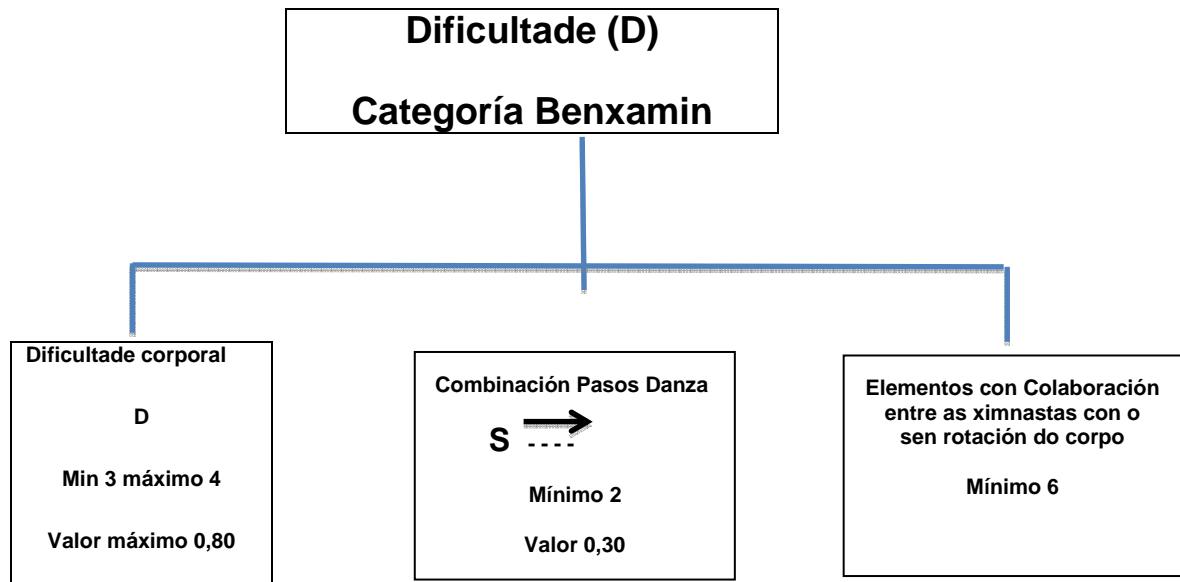 Dificultade (D)
Categoría Benxamin
Dificultade corporal
D
Min 3 máximo 4
Valor máximo 0,80
Combinación Pasos Danza
S
Mínimo 2
Valor 0,30
Elementos con Colaboración
entre as ximnastas con o
sen rotación do corpo
Mínimo 6